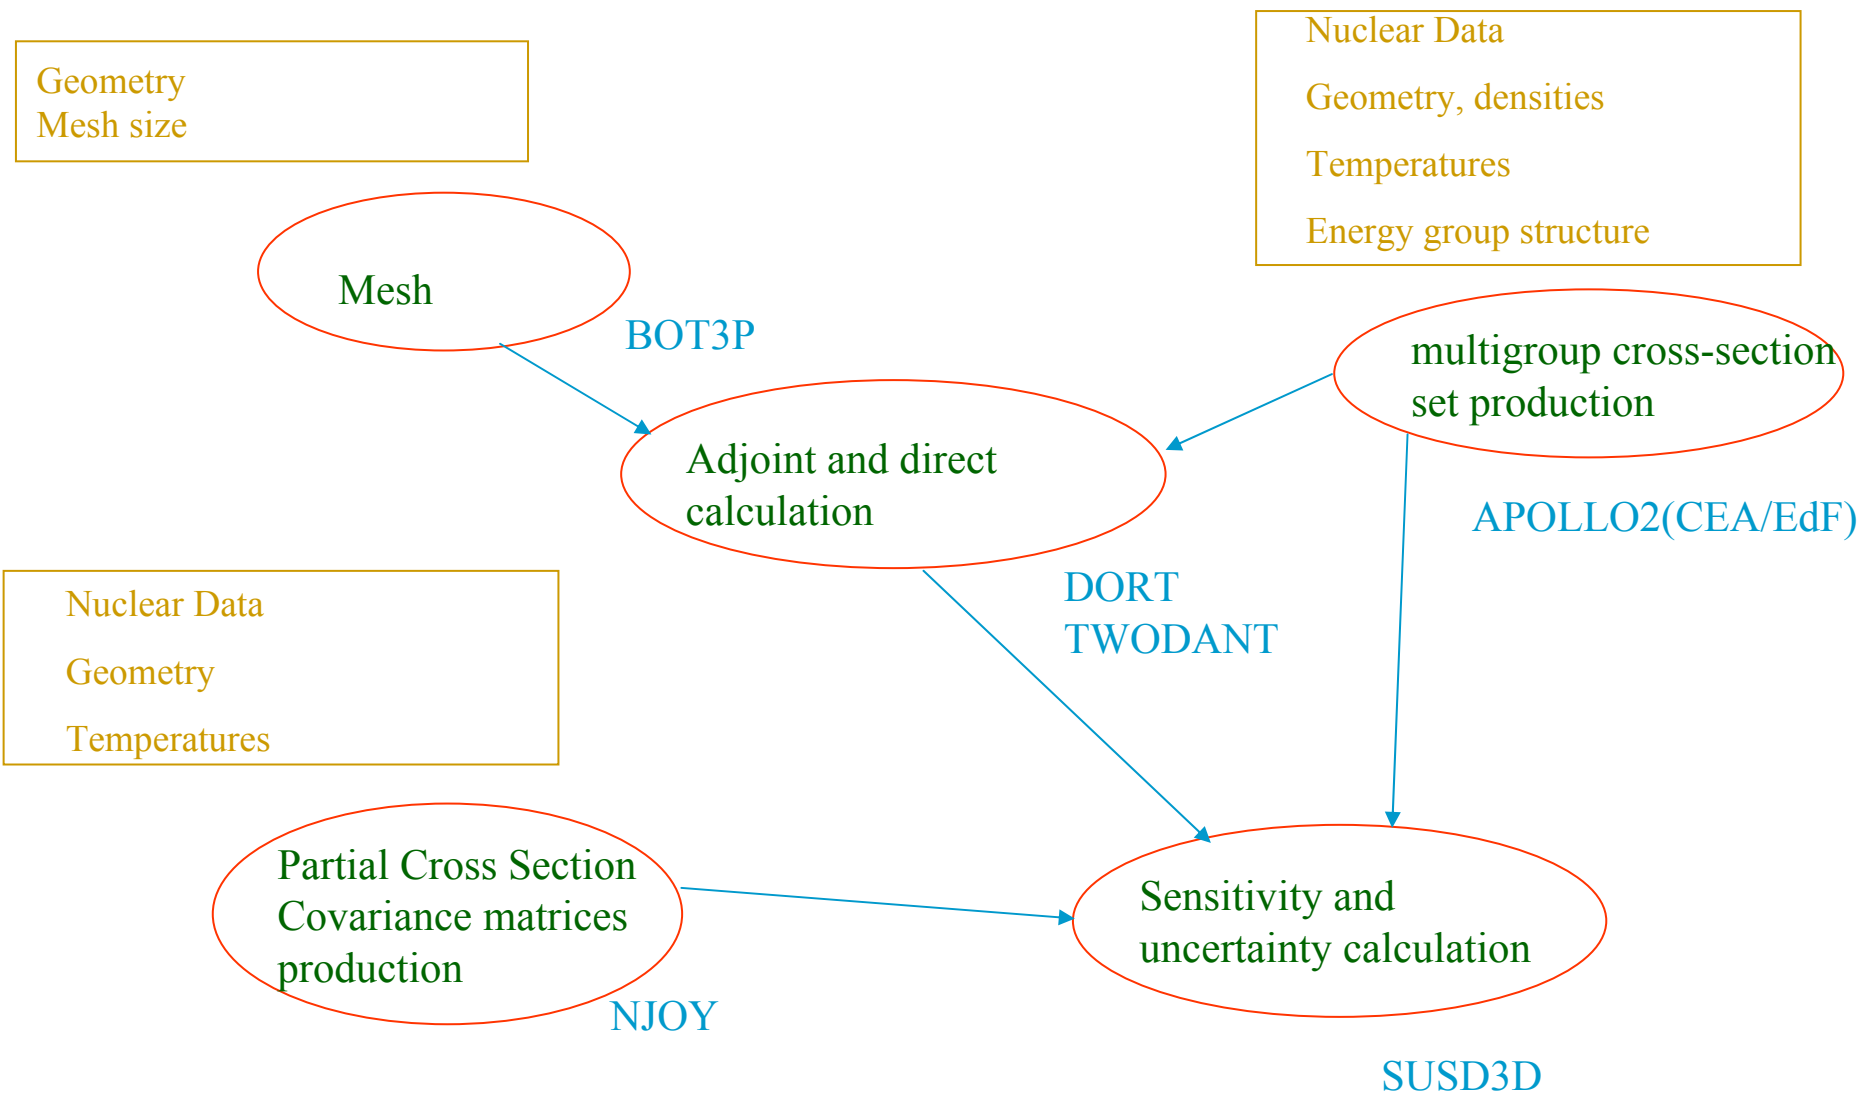 Geometry
Mesh size
Nuclear Data
Geometry, densities
Temperatures
Energy group structure
Mesh
BOT3P
multigroup cross-section
set production
APOLLO2(CEA/EdF)
Adjoint and direct
calculation
DORT
TWODANT
Nuclear Data
Geometry
Temperatures
Partial Cross Section
Covariance matrices
production
NJOY
Sensitivity and
uncertainty calculation
SUSD3D